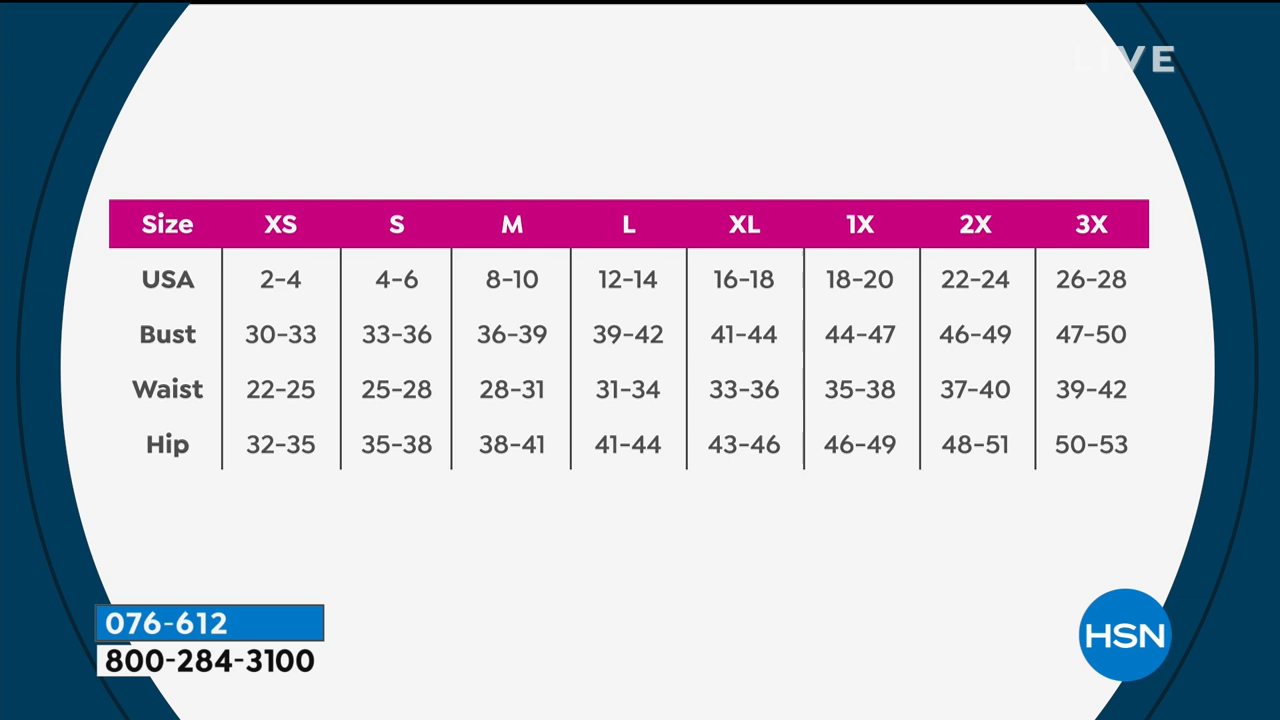 LIVE
Size XS S M L XL 1X 2X 3X
USA 2-4 4-6 8-10 12-14 16-18 18-20 22-24 26-28
Bust 30-33 33-36 36-39 39-42 41-44 44-47 46-49 47-50
Waist 22-25 25-28 28-31 31-34 33-36 35-38 37-40 39-42
Hip 32-35 35-38 38-41 41-44 43-46 46-49 48-51 50-53
076-612
800-284-3100
HSN